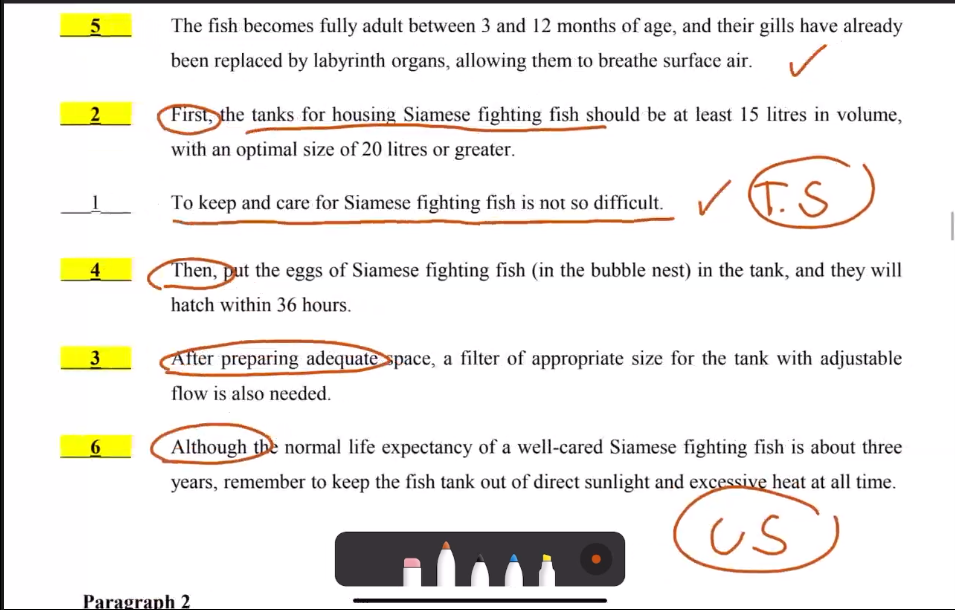 5 The fish becomes fully adult between 3 and 12 months of age, and their gills have already
been replaced by labyrinth organs, allowing them to breathe surface air.
2 First, the tanks for housing Siamese fighting fish should be at least 15 litres in volume,
with an optimal size of 20 litres or greater.
1 To keep and care for Siamese fighting fish is not so difficult. T.S
4 Then, put the eggs of Siamese fighting fish (in the bubble nest) in the tank, and they will
hatch within 36 hours.
3 After preparing adequate space, a filter of appropriate size for the tank with adjustable
flow is also needed.
6 Although the normal life expectancy of a well-cared Siamese fighting fish is about three
years, remember to keep the fish tank out of direct sunlight and excessive heat at all time.
US
Paragraph 2